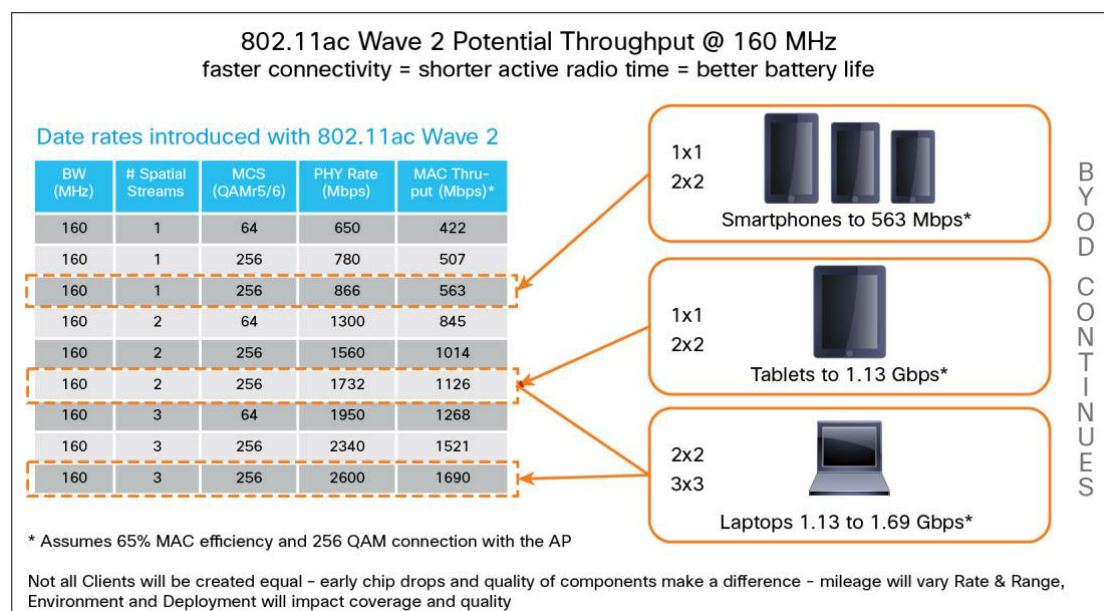 802.11ac Wave 2 Potential Throughput @ 160 MHz
faster connectivity = shorter active radio time = better battery life
Date rates introduced with 802.11ac Wave 2
BW (MHz) # Spatial Streams MCS (QAMr5/6) PHY Rate (Mbps) MAC Thru-put (Mbps)*
160 1 64 650 422
160 1 256 780 507
160 1 256 866 563
160 2 64 1300 845
160 2 256 1560 1014
160 2 256 1732 1126
160 3 64 1950 1268
160 3 256 2340 1521
160 3 256 2600 1690
1x1
2x2
Smartphones to 563 Mbps*
1x1
2x2
Tablets to 1.13 Gbps*
2x2
3x3
Laptops 1.13 to 1.69 Gbps*
BYOD CONTINUES
* Assumes 65% MAC efficiency and 256 QAM connection with the AP
Not all Clients will be created equal – early chip drops and quality of components make a difference – mileage will vary Rate & Range,
Environment and Deployment will impact coverage and quality